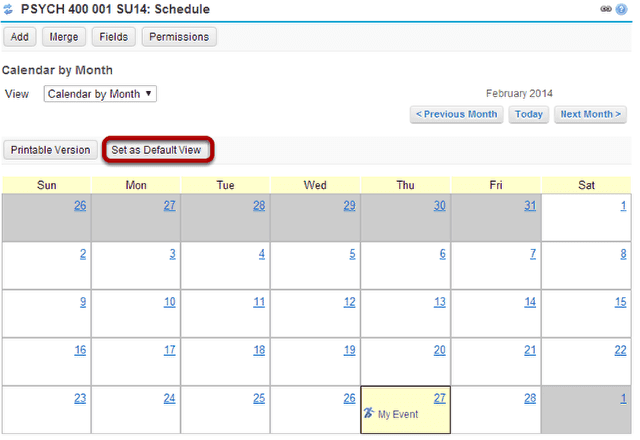 PSYCH 400 001 SU14: Schedule
Add Merge Fields Permissions
Calendar by Month
View Calendar by Month February 2014
< Previous Month Today Next Month >
Printable Version Set as Default View
Sun Mon Tue Wed Thu Fri Sat
26 27 28 29 30 31 1
2 3 4 5 6 7 8
9 10 11 12 13 14 15
16 17 18 19 20 21 22
23 24 25 26 27 28 1
My Event